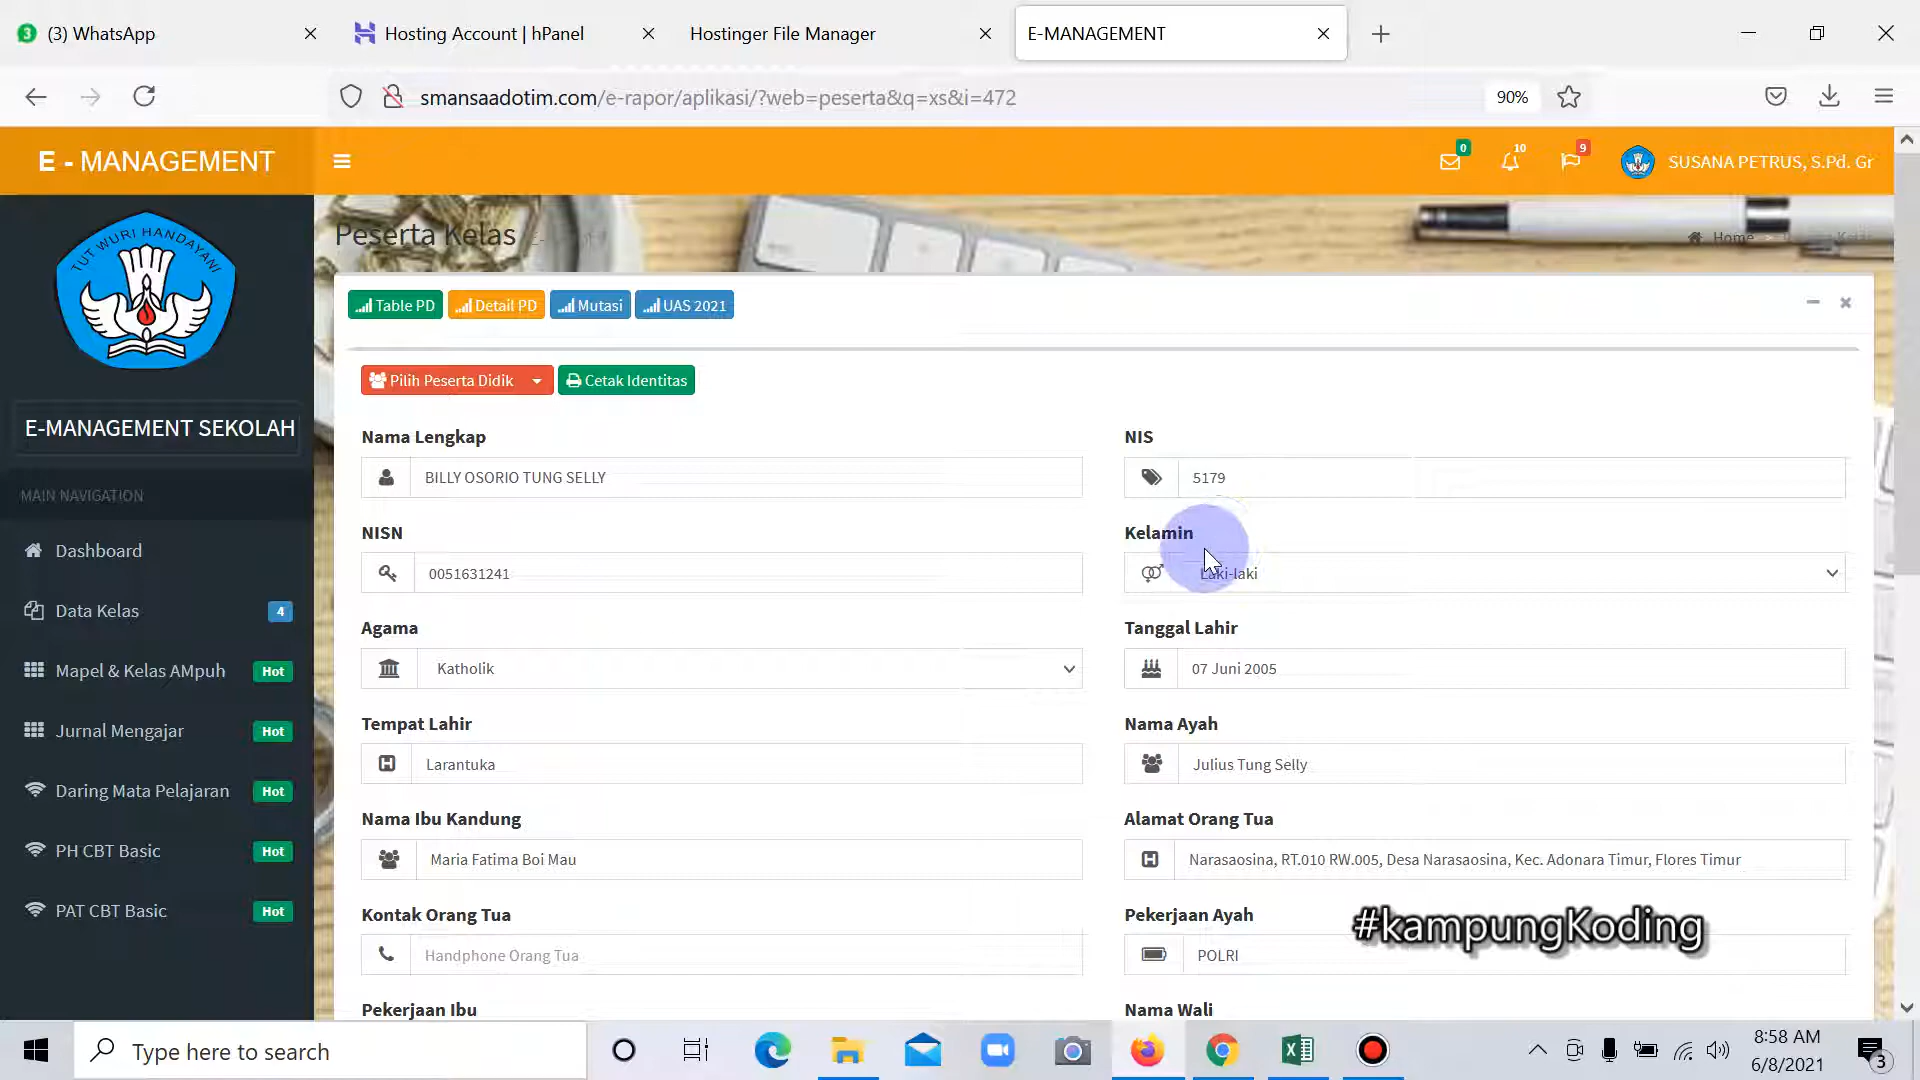 (3) WhatsApp
Hosting Account | hPanel
Hostinger File Manager
E-MANAGEMENT
smansaadotim.com/e-rapor/aplikasi/?web=peserta&q=xs&i=472
90%
E - MANAGEMENT
0
10
9
SUSANA PETRUS, S.Pd. Gr
TUT WURI HANDAYANI
E-MANAGEMENT SEKOLAH
MAIN NAVIGATION
Dashboard
Data Kelas 4
Mapel & Kelas AMpuh Hot
Jurnal Mengajar Hot
Daring Mata Pelajaran Hot
PH CBT Basic Hot
PAT CBT Basic Hot
Peserta Kelas
Home
Table PD
Detail PD
Mutasi
UAS 2021
Pilih Peserta Didik
Cetak Identitas
Nama Lengkap
BILLY OSORIO TUNG SELLY
NIS
5179
NISN
0051631241
Kelamin
Laki-laki
Agama
Katholik
Tanggal Lahir
07 Juni 2005
Tempat Lahir
Larantuka
Nama Ayah
Julius Tung Selly
Nama Ibu Kandung
Maria Fatima Boi Mau
Alamat Orang Tua
Narasaosina, RT.010 RW.005, Desa Narasaosina, Kec. Adonara Timur, Flores Timur
Kontak Orang Tua
Handphone Orang Tua
Pekerjaan Ayah
POLRI
#kampungKoding
Pekerjaan Ibu
Nama Wali
Type here to search
8:58 AM
6/8/2021
3